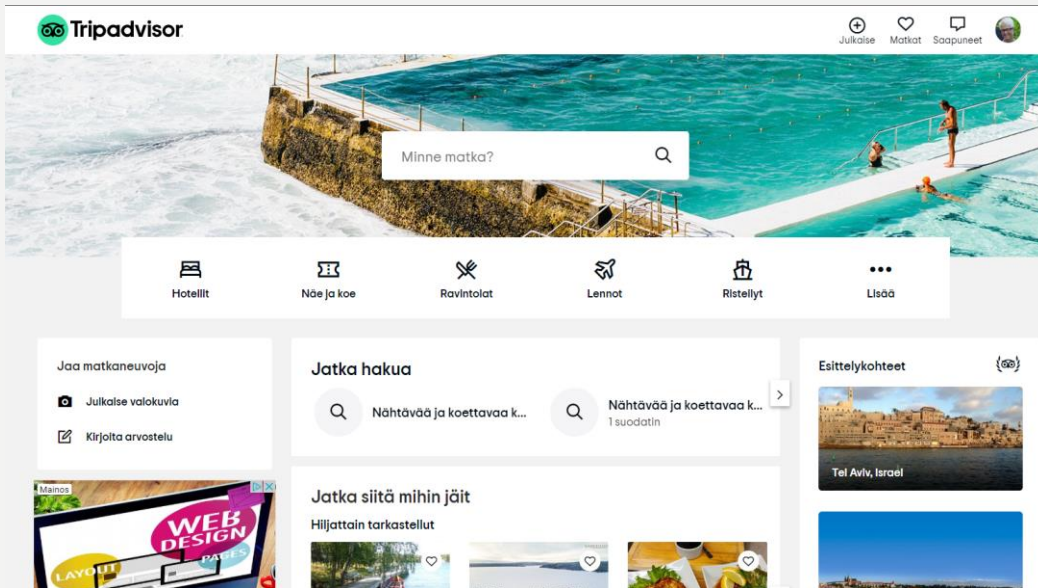 Tripadvisor
Julkaise
Matkat
Saapuneet
Minne matka?
Hotellit
Näe ja koe
Ravintolat
Lennot
Risteilyt
Lisää
Jaa matkaneuvoja
Julkaise valokuvia
Kirjoita arvostelu
Jatka hakua
Nähtävää ja koettavaa k...
Nähtävää ja koettavaa k...
1 suodatin
Esittelykohteet
Tel Aviv, Israel
Mainos
WEB
DESIGN
LAYOUT
PAGES
Jatka siitä mihin jäit
Hiljattain tarkastellut